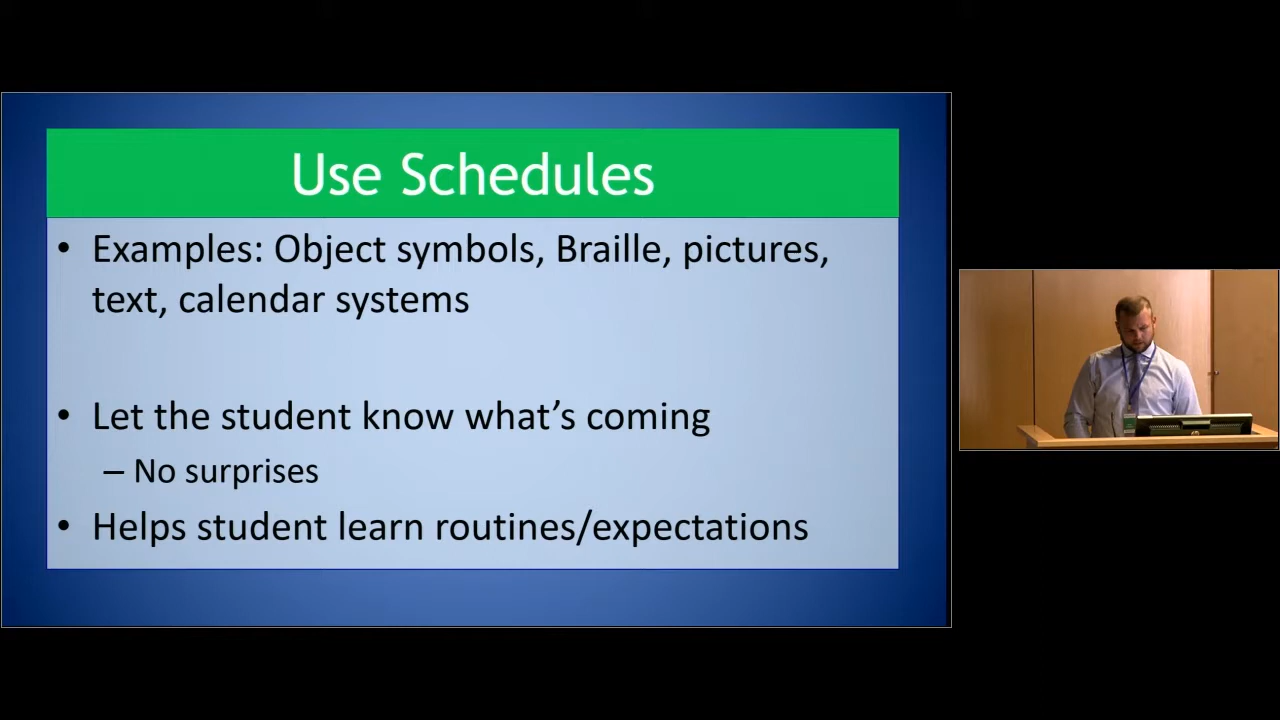 Use Schedules
• Examples: Object symbols, Braille, pictures,
text, calendar systems
• Let the student know what’s coming
– No surprises
• Helps student learn routines/expectations